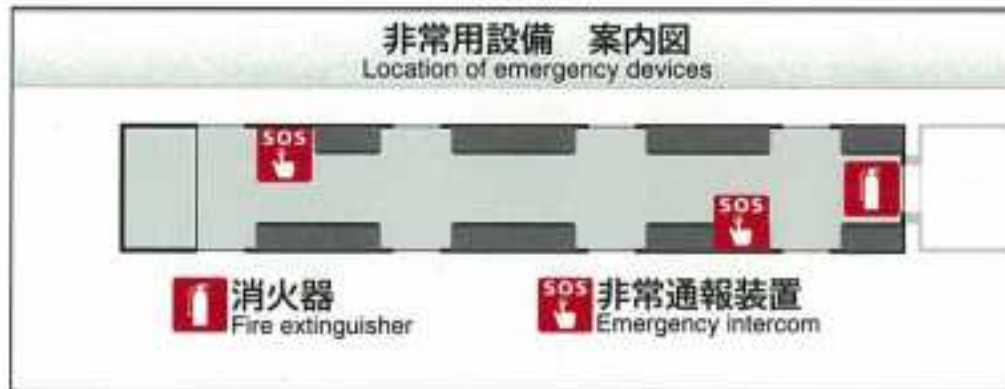 非常用設備 案内図
Location of emergency devices
SOS
SOS
消火器
Fire extinguisher
SOS
非常通報装置
Emergency intercom